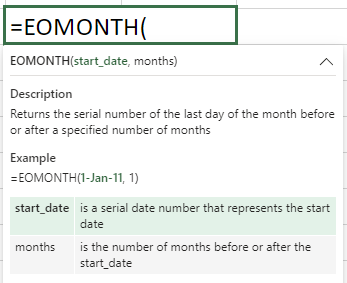 =EOMONTH(
EOMONTH(start_date, months)
Description
Returns the serial number of the last day of the month before
or after a specified number of months
Example
=EOMONTH(1-Jan-11, 1)
start_date is a serial date number that represents the start
date
months is the number of months before or after the
start_date